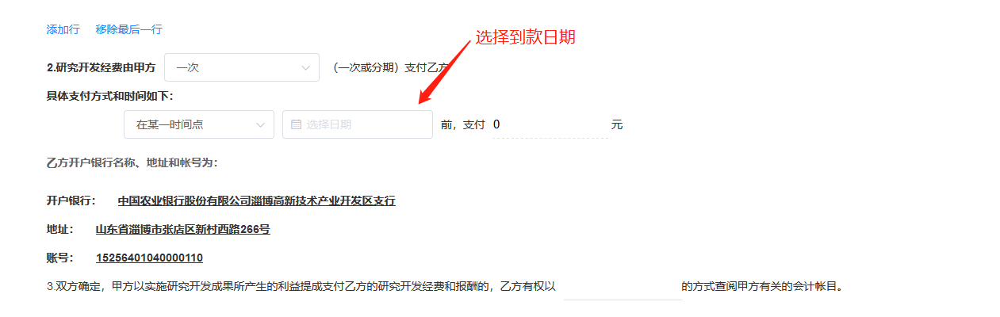 添加行 移除最后一行
选择到款日期
2.研究开发经费由甲方 一次 （一次或分期）支付乙方
具体支付方式和时间如下：
在某一时间点 选择日期 前，支付 0 元
乙方开户银行名称、地址和帐号为：
开户银行： 中国农业银行股份有限公司淄博高新技术产业开发区支行
地址： 山东省淄博市张店区新村西路266号
账号： 15256401040000110
3.双方确定，甲方以实施研究开发成果所产生的利益提成支付乙方的研究开发经费和报酬的，乙方有权以 的方式查阅甲方有关的会计帐目。